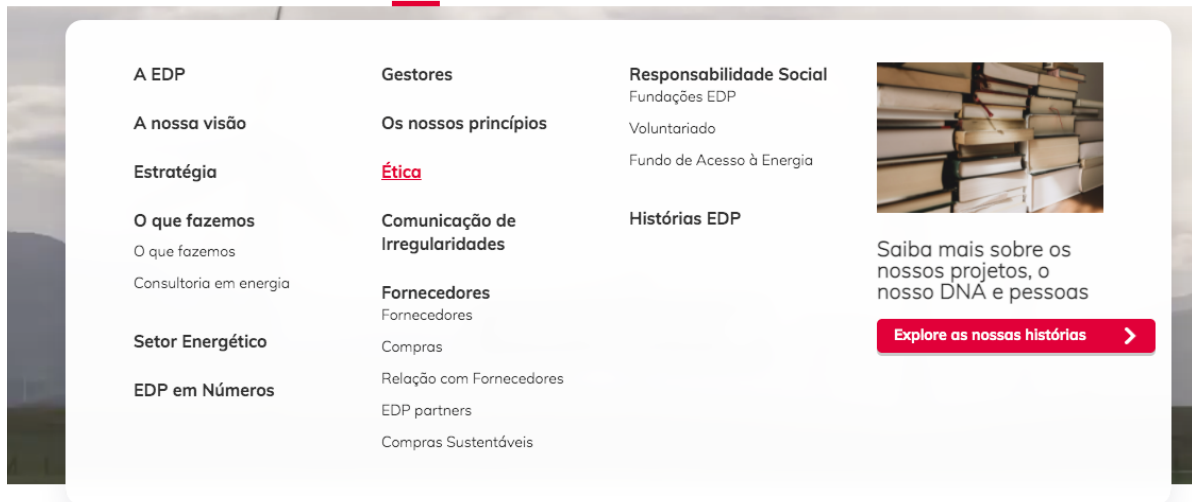 A EDP
A nossa visão
Estratégia
O que fazemos
O que fazemos
Consultoria em energia
Setor Energético
EDP em Números
Gestores
Os nossos princípios
Ética
Comunicação de
Irregularidades
Fornecedores
Fornecedores
Compras
Relação com Fornecedores
EDP partners
Compras Sustentáveis
Responsabilidade Social
Fundações EDP
Voluntariado
Fundo de Acesso à Energia
Histórias EDP
Saiba mais sobre os
nossos projetos, o
nosso DNA e pessoas
Explore as nossas histórias